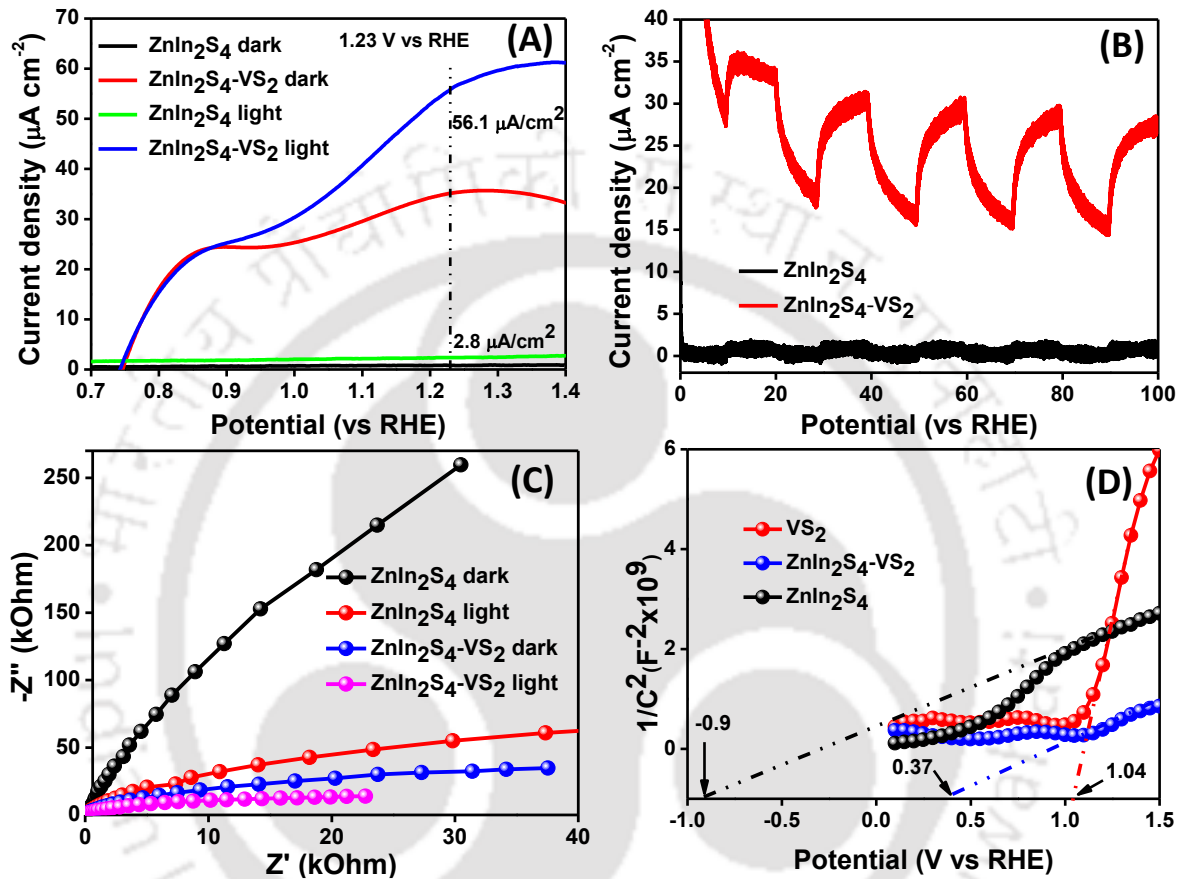 (A)
ZnIn₂S₄ dark
ZnIn₂S₄-VS₂ dark
ZnIn₂S₄ light
ZnIn₂S₄-VS₂ light
1.23 V vs RHE
56.1 μA/cm²
2.8 μA/cm²
Current density (μA cm⁻²)
70
60
50
40
30
20
10
0
0.7 0.8 0.9 1.0 1.1 1.2 1.3 1.4
Potential (vs RHE)
(B)
Current density (μA cm⁻²)
40
35
30
25
20
15
10
5
0
ZnIn₂S₄
ZnIn₂S₄-VS₂
0 20 40 60 80 100
Potential (vs RHE)
(C)
-Z'' (kOhm)
250
200
150
100
50
0
ZnIn₂S₄ dark
ZnIn₂S₄ light
ZnIn₂S₄-VS₂ dark
ZnIn₂S₄-VS₂ light
0 10 20 30 40
Z' (kOhm)
(D)
1/C²(F⁻²x10⁹)
6
4
2
0
VS₂
ZnIn₂S₄-VS₂
ZnIn₂S₄
-0.9
0.37
1.04
-1.0 -0.5 0.0 0.5 1.0 1.5
Potential (V vs RHE)